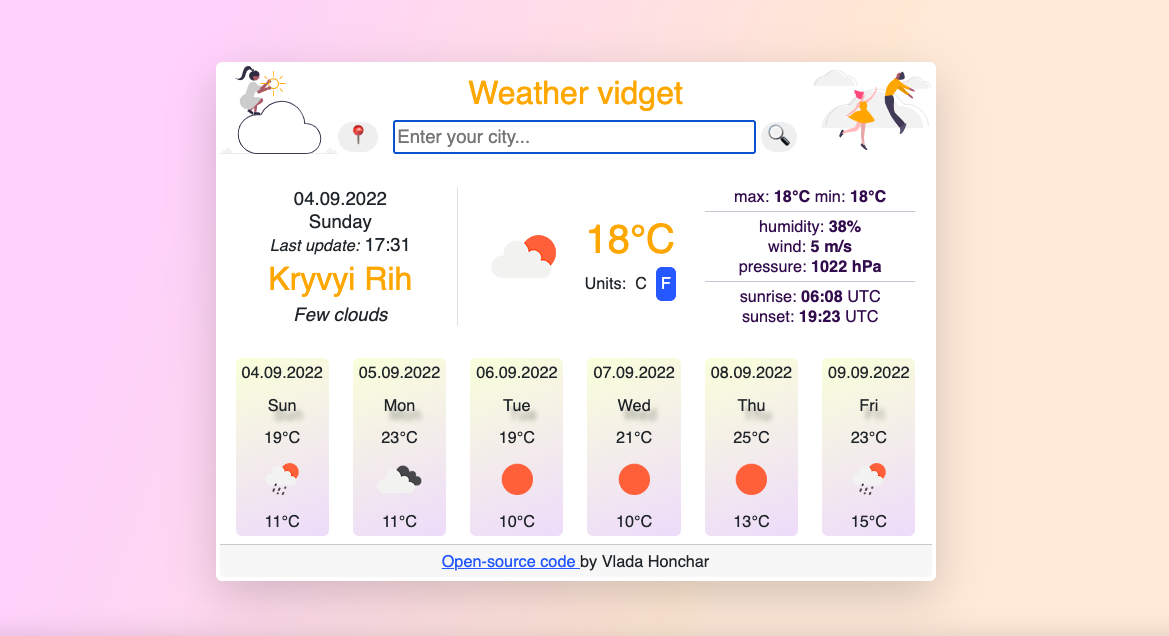 Weather vidget
Enter your city...
04.09.2022
Sunday
Last update: 17:31
Kryvyi Rih
Few clouds
18°C
Units: C F
max: 18°C min: 18°C
humidity: 38%
wind: 5 m/s
pressure: 1022 hPa
sunrise: 06:08 UTC
sunset: 19:23 UTC
04.09.2022
Sun
19°C
11°C
05.09.2022
Mon
23°C
11°C
06.09.2022
Tue
19°C
10°C
07.09.2022
Wed
21°C
10°C
08.09.2022
Thu
25°C
13°C
09.09.2022
Fri
23°C
15°C
Open-source code by Vlada Honchar